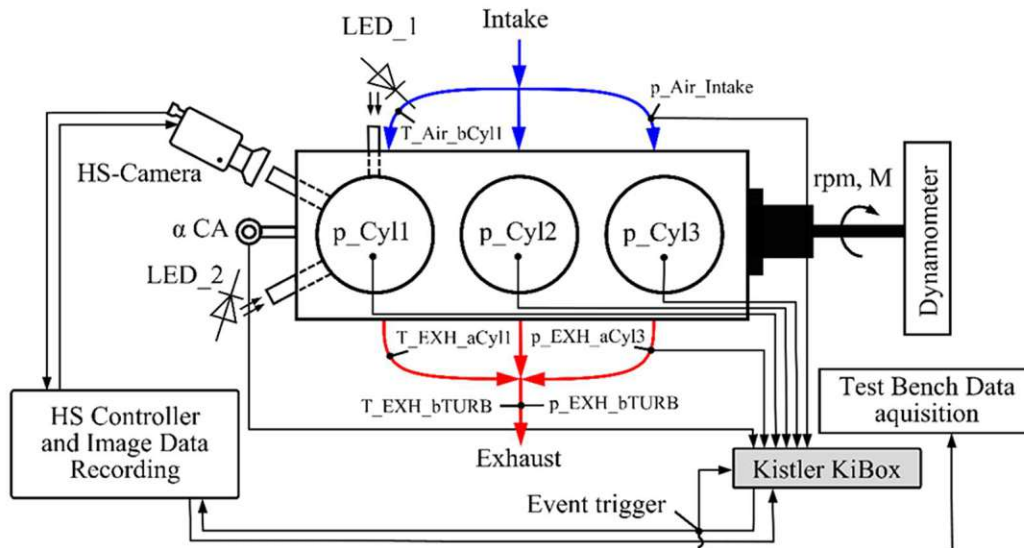 LED_1
Intake
p_Air_Intake
T_Air_bCyl1
HS-Camera
rpm, M
Dynamometer
α CA
p_Cyl1
p_Cyl2
p_Cyl3
LED_2
T_EXH_aCyl1
p_EXH_aCyl3
T_EXH_bTURB
p_EXH_bTURB
Exhaust
HS Controller
and Image Data
Recording
Test Bench Data
aquisition
Kistler KiBox
Event trigger